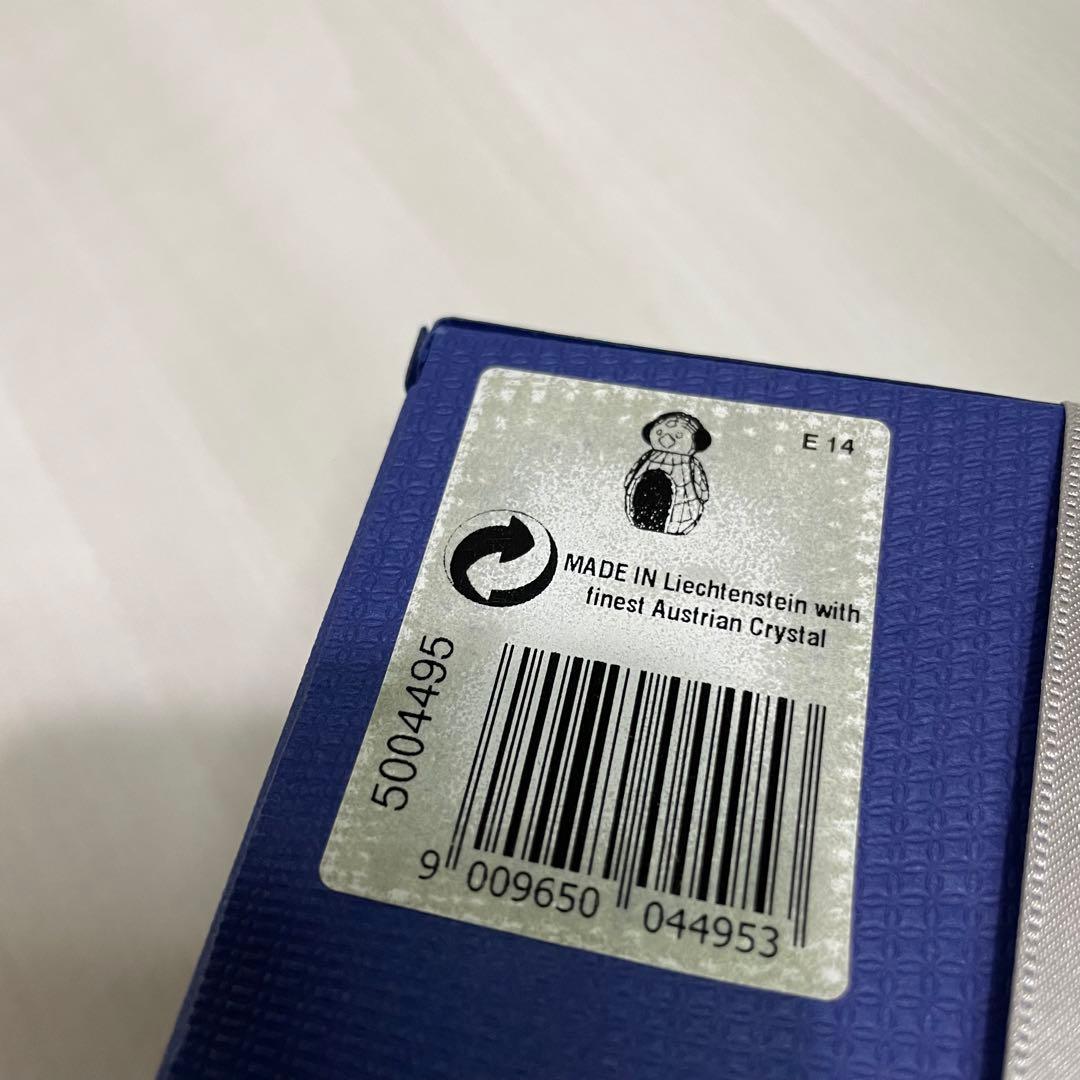 E 14
MADE IN Liechtenstein with
finest Austrian Crystal
5004495
9 009650 044953